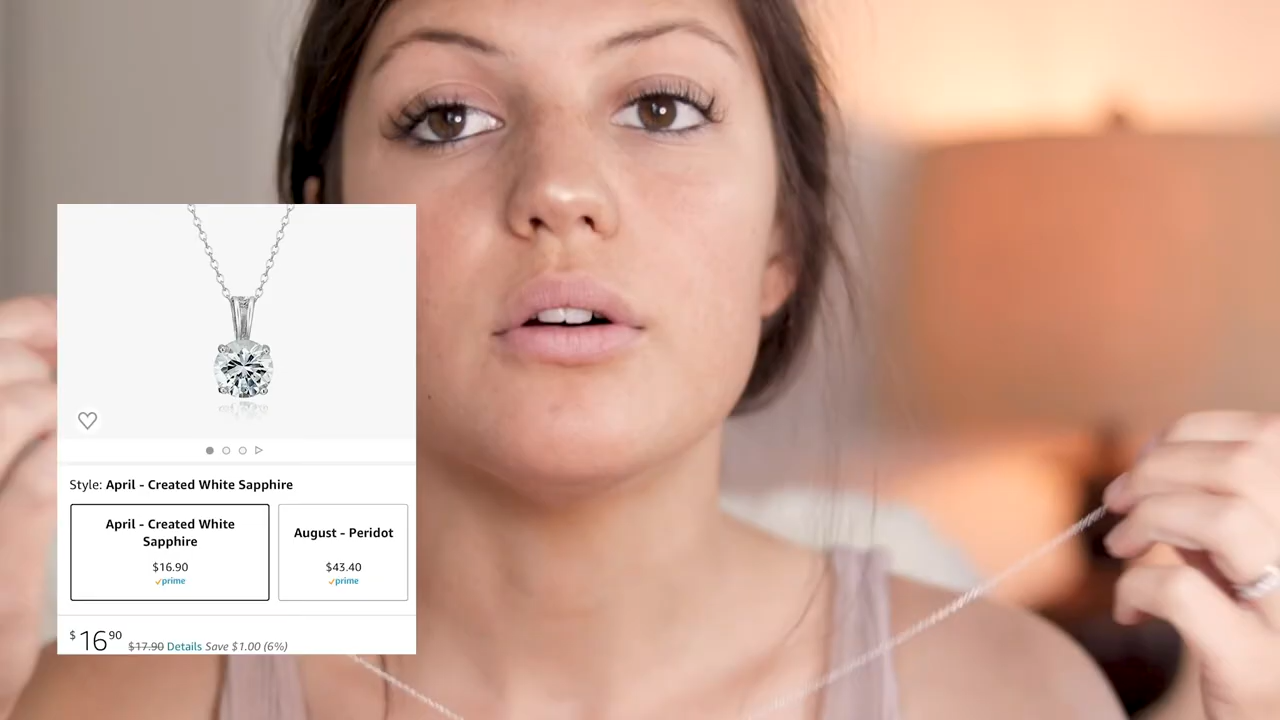 Style: April - Created White Sapphire
April - Created White
Sapphire
$16.90
prime
August - Peridot
$43.40
prime
$16 90 $17.90 Details Save $1.00 (6%)